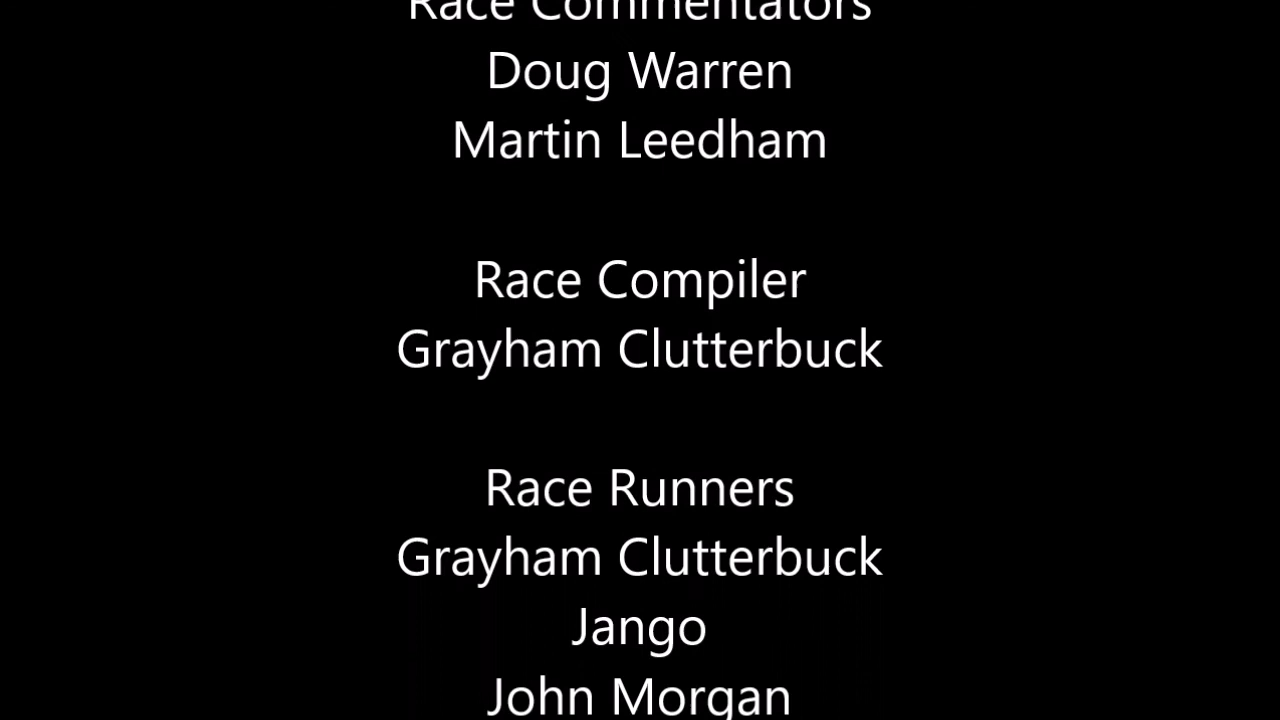 Race Commentators
Doug Warren
Martin Leedham
Race Compiler
Grayham Clutterbuck
Race Runners
Grayham Clutterbuck
Jango
John Morgan